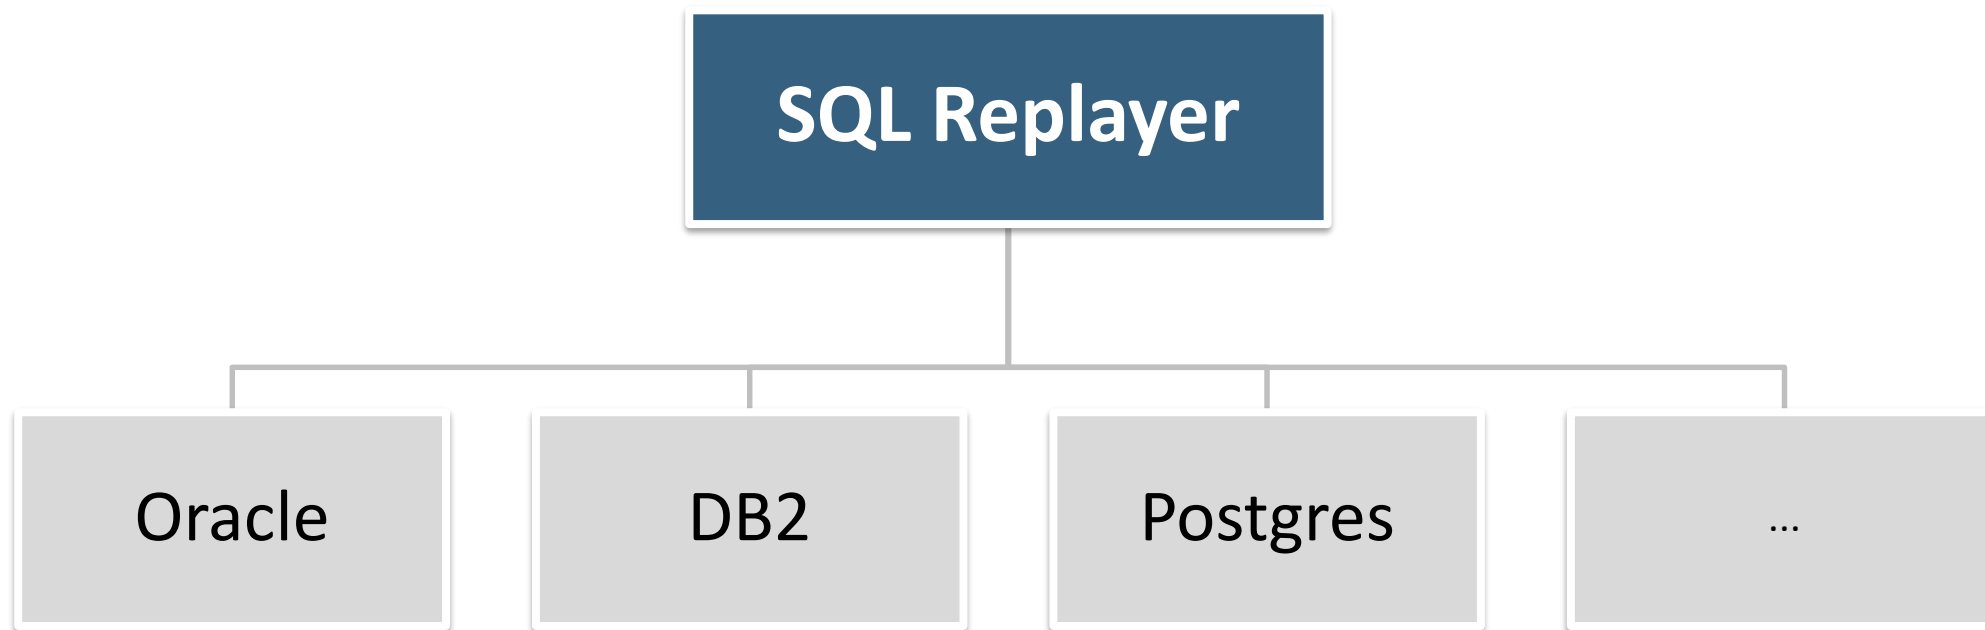 SQL Replayer
Oracle
DB2
Postgres
...